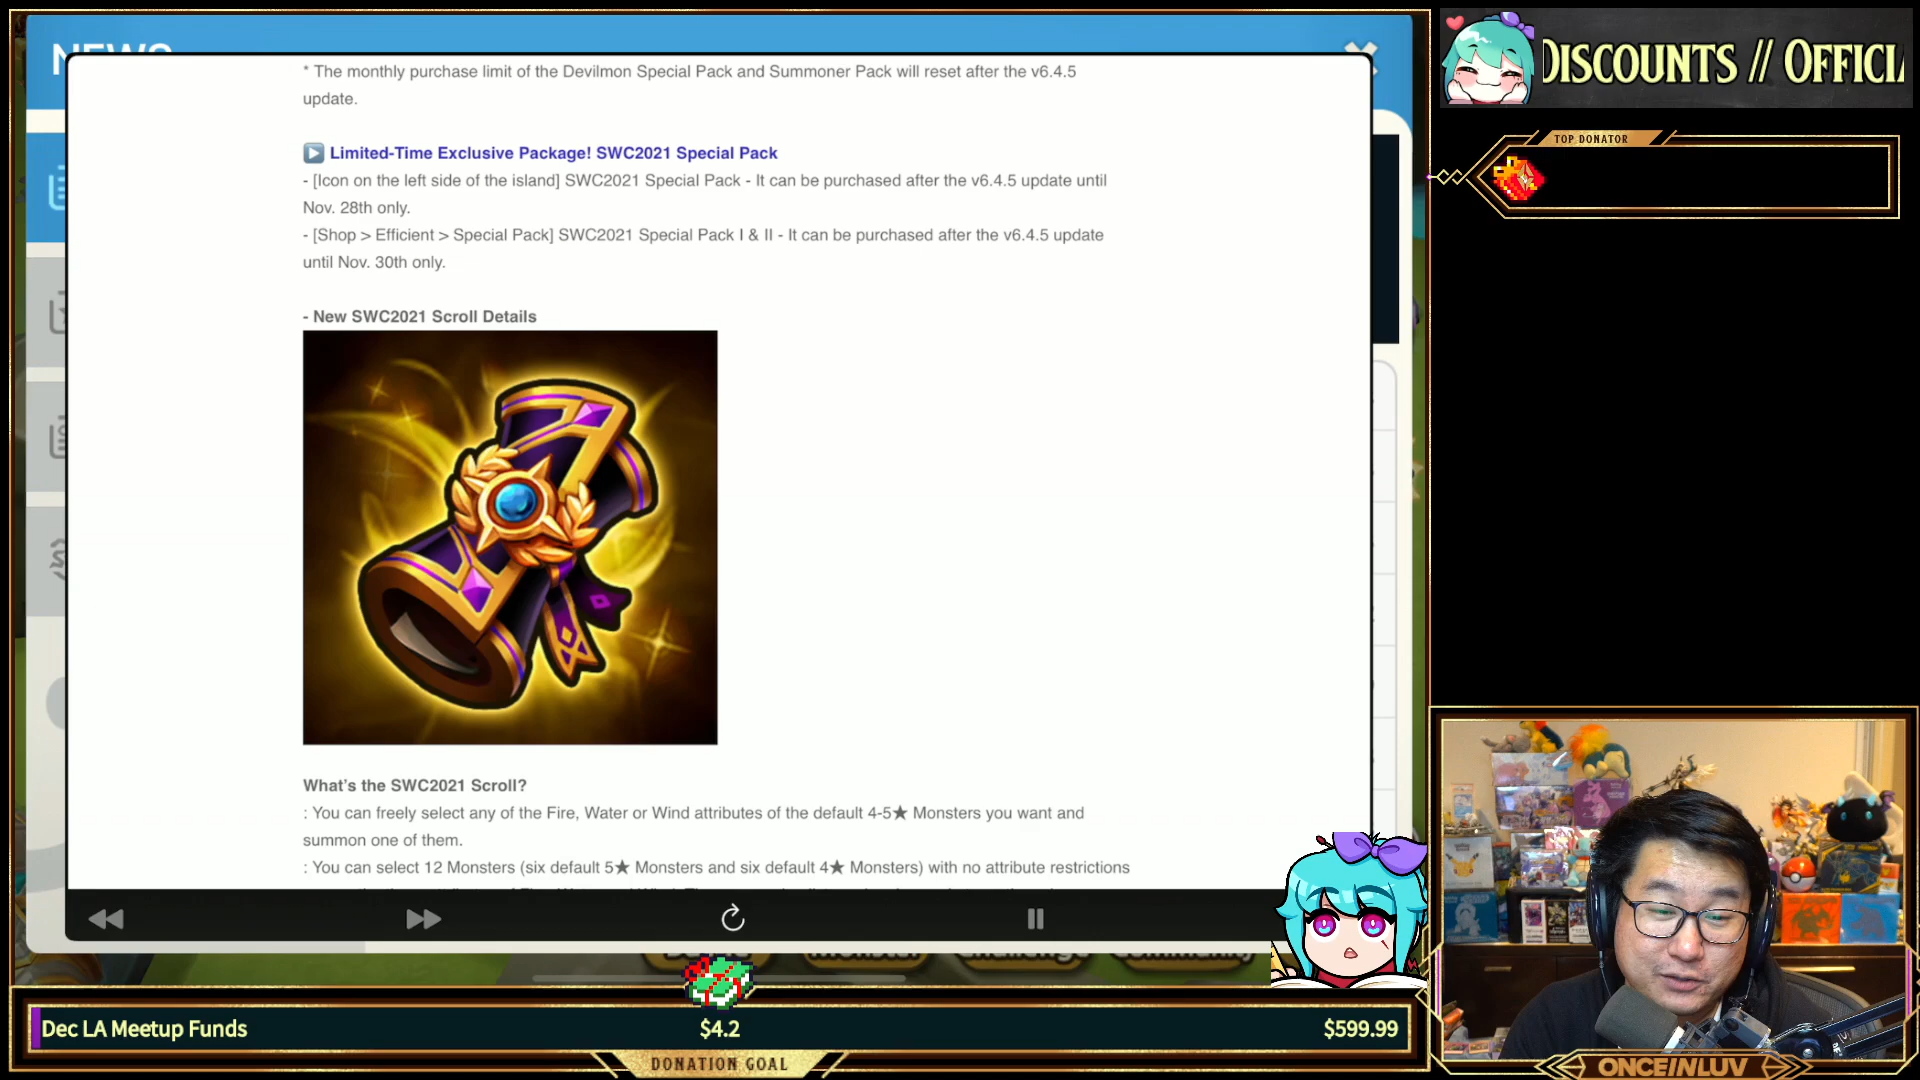 NEWS
* The monthly purchase limit of the Devilmon Special Pack and Summoner Pack will reset after the v6.4.5
update.
Limited-Time Exclusive Package! SWC2021 Special Pack
- [Icon on the left side of the island] SWC2021 Special Pack - It can be purchased after the v6.4.5 update until
Nov. 28th only.
- [Shop > Efficient > Special Pack] SWC2021 Special Pack I & II - It can be purchased after the v6.4.5 update
until Nov. 30th only.
- New SWC2021 Scroll Details
What's the SWC2021 Scroll?
: You can freely select any of the Fire, Water or Wind attributes of the default 4-5★ Monsters you want and
summon one of them.
: You can select 12 Monsters (six default 5★ Monsters and six default 4★ Monsters) with no attribute restrictions
DISCOUNTS // OFFICI
TOP DONATOR
Monster Challenge Community
Dec LA Meetup Funds $4.2 $599.99
DONATION GOAL
ONCEINLUV